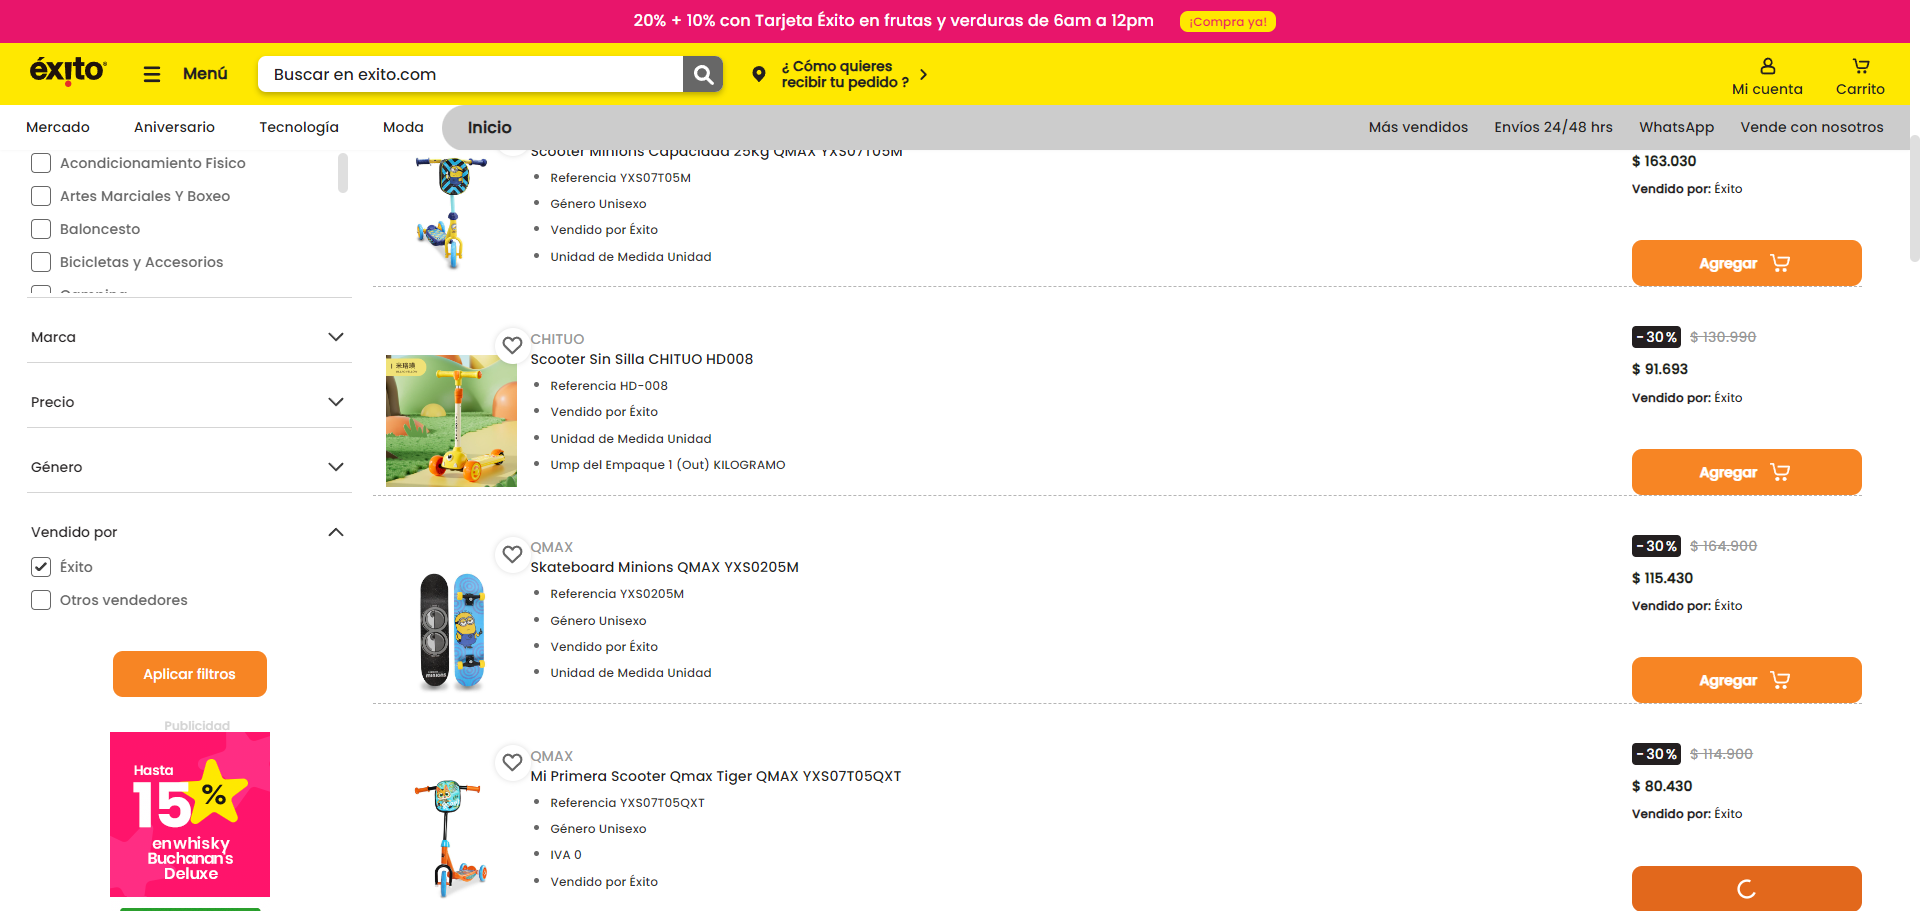 20% + 10% con Tarjeta Éxito en frutas y verduras de 6am a 12pm
¡Compra ya!
éxito
Menú
Buscar en exito.com
¿ Cómo quieres
recibir tu pedido ?
Mi cuenta
Carrito
Mercado
Aniversario
Tecnología
Moda
Inicio
Más vendidos
Envíos 24/48 hrs
WhatsApp
Vende con nosotros
Acondicionamiento Fisico
Artes Marciales Y Boxeo
Baloncesto
Bicicletas y Accesorios
Camping
Marca
Precio
Género
Vendido por
Éxito
Otros vendedores
Aplicar filtros
Publicidad
Hasta
15%
en whisky
Buchanan's
Deluxe
Scooter Minions Capacidad 25Kg QMAX YXS07T05M
Referencia YXS07T05M
Género Unisexo
Vendido por Éxito
Unidad de Medida Unidad
$ 163.030
Vendido por: Éxito
Agregar
CHITUO
Scooter Sin Silla CHITUO HD008
Referencia HD-008
Vendido por Éxito
Unidad de Medida Unidad
Ump del Empaque 1 (Out) KILOGRAMO
-30% $ 130.990
$ 91.693
Vendido por: Éxito
Agregar
QMAX
Skateboard Minions QMAX YXS0205M
Referencia YXS0205M
Género Unisexo
Vendido por Éxito
Unidad de Medida Unidad
-30% $ 164.900
$ 115.430
Vendido por: Éxito
Agregar
QMAX
Mi Primera Scooter Qmax Tiger QMAX YXS07T05QXT
Referencia YXS07T05QXT
Género Unisexo
IVA 0
Vendido por Éxito
-30% $ 114.900
$ 80.430
Vendido por: Éxito